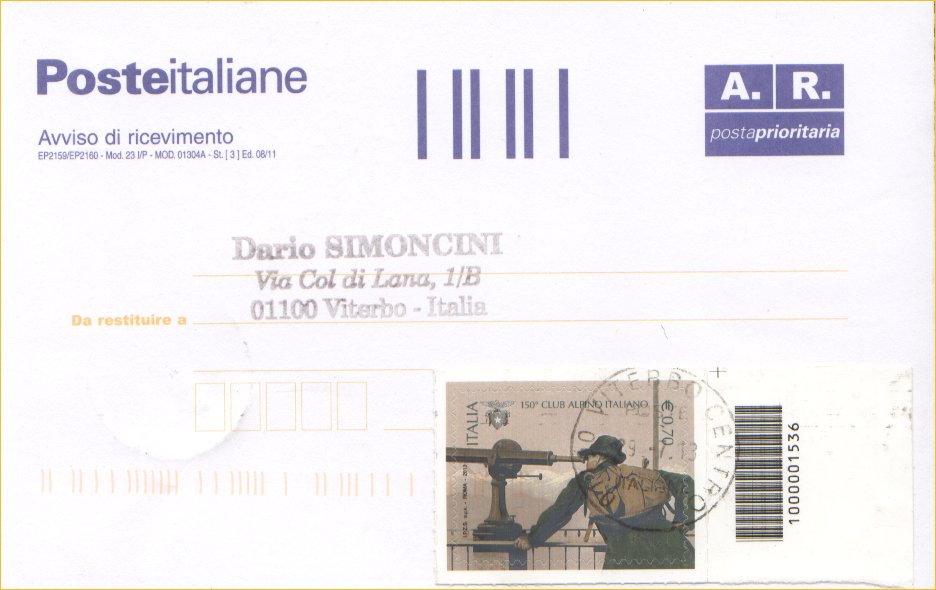 Posteitaliane
Avviso di ricevimento
EP2159/EP2160 - Mod. 23 I/P - MOD. 01304A - St. [ 3 ] Ed. 08/11
A. R.
postaprioritaria
Dario SIMONCINI
Via Col di Lana, 1/B
01100 Viterbo - Italia
Da restituire a
150° CLUB ALPINO ITALIANO
€ 0,70
ITALIA
I.P.Z.S. S.p.A. - ROMA - 2013
VITERBO CENTRO
1000001536